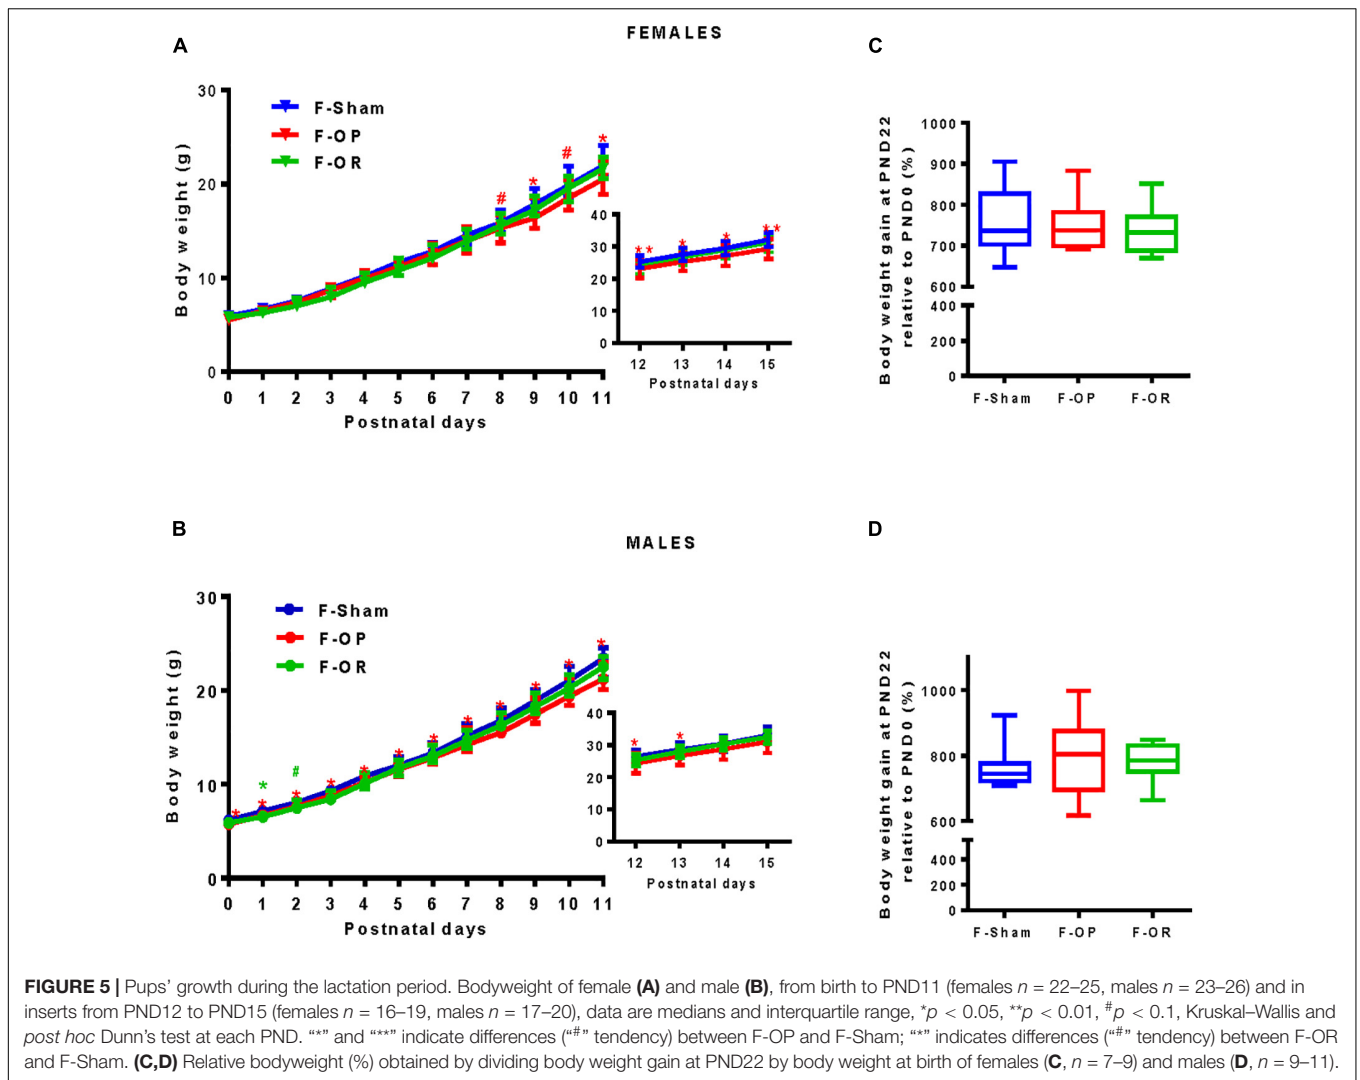 FEMALES
A
Body weight (g)
30
20
10
0
F-Sham
F-OP
F-OR
# * # *
0 1 2 3 4 5 6 7 8 9 10 11
Postnatal days
40
30
20
10
0
** * * **
12 13 14 15
Postnatal days
C
Body weight gain at PND22
relative to PND0 (%)
1000
900
800
700
600
400
200
0
F-Sham F-OP F-OR
MALES
B
Body weight (g)
30
20
10
0
F-Sham
F-OP
F-OR
* #
* * * * * * * * * * * *
0 1 2 3 4 5 6 7 8 9 10 11
Postnatal days
40
30
20
10
0
* *
12 13 14 15
Postnatal days
D
Body weight gain at PND22
relative to PND0 (%)
1000
800
600
400
200
0
F-Sham F-OP F-OR
FIGURE 5 | Pups’ growth during the lactation period. Bodyweight of female (A) and male (B), from birth to PND11 (females n = 22–25, males n = 23–26) and in
inserts from PND12 to PND15 (females n = 16–19, males n = 17–20), data are medians and interquartile range, *p < 0.05, **p < 0.01, #p < 0.1, Kruskal–Wallis and
post hoc Dunn’s test at each PND. “*” and “**” indicate differences (“#” tendency) between F-OP and F-Sham; “*” indicates differences (“#” tendency) between F-OR
and F-Sham. (C,D) Relative bodyweight (%) obtained by dividing body weight gain at PND22 by body weight at birth of females (C, n = 7–9) and males (D, n = 9–11).